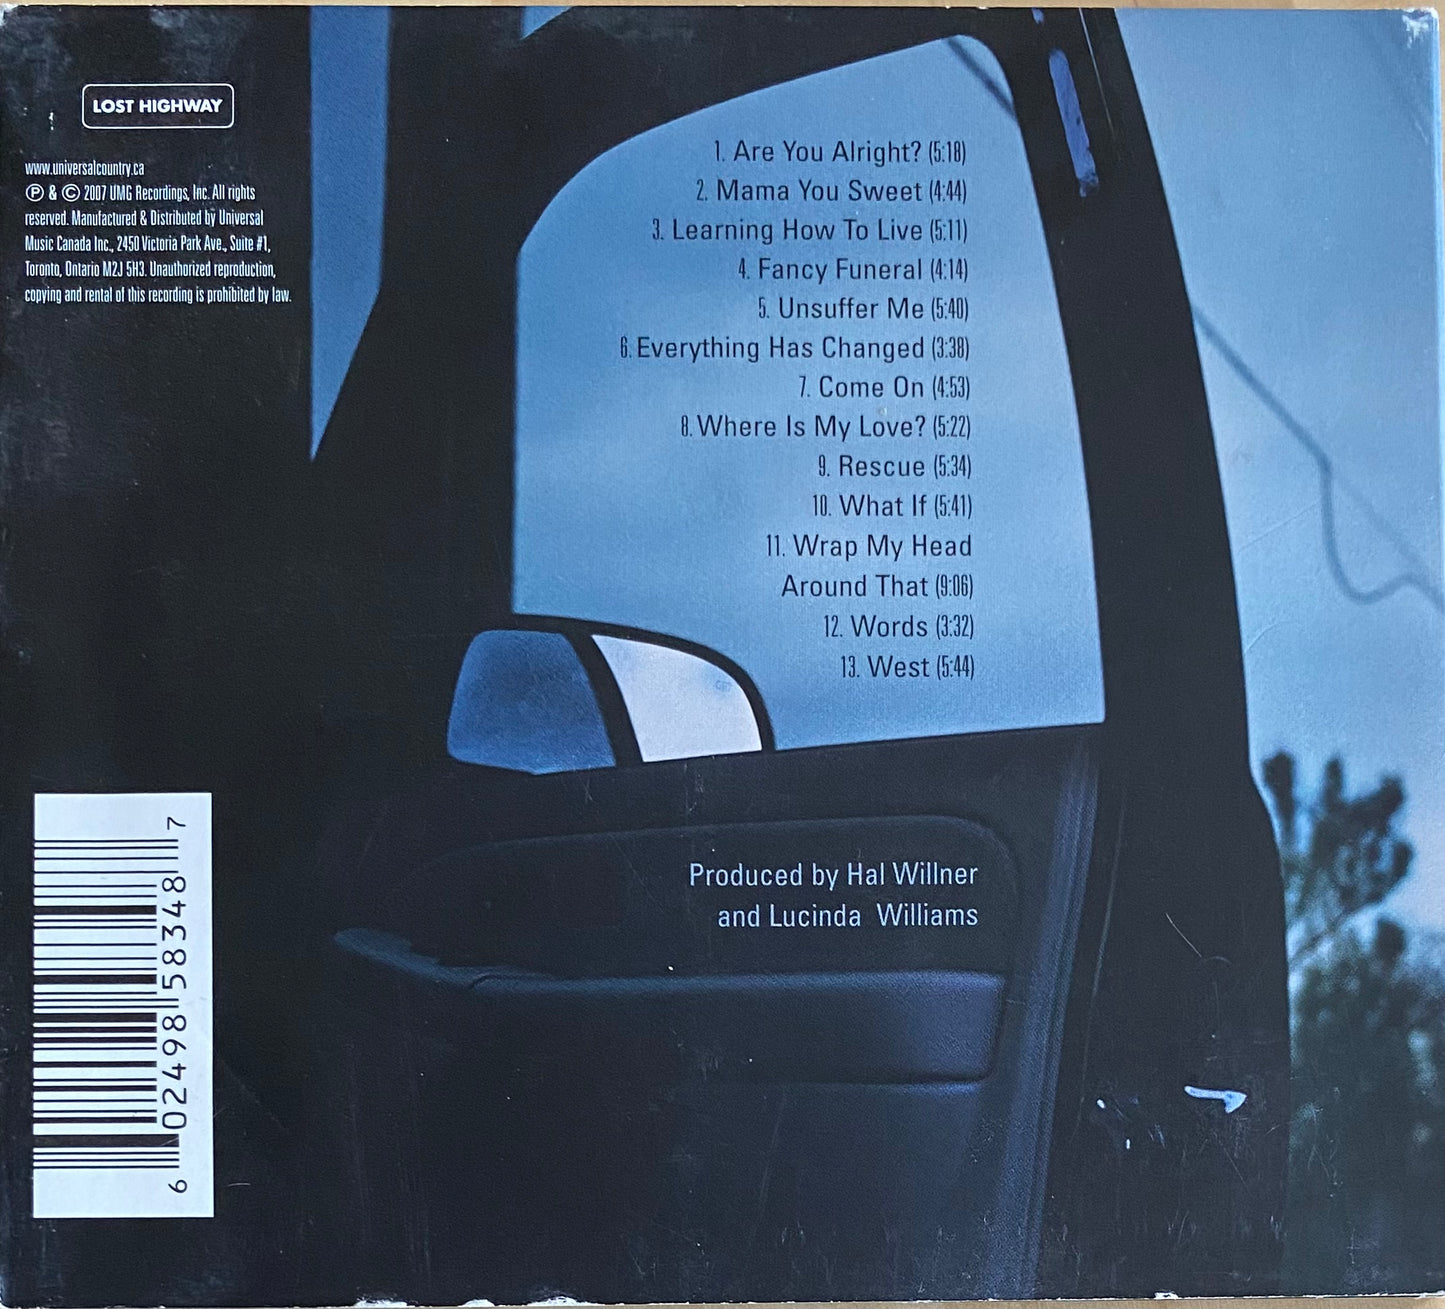 LOST HIGHWAY
www.universalcountry.ca
Ⓟ & © 2007 UMG Recordings, Inc. All rights
reserved. Manufactured & Distributed by Universal
Music Canada Inc., 2450 Victoria Park Ave., Suite #1,
Toronto, Ontario M2J 5H3. Unauthorized reproduction,
copying and rental of this recording is prohibited by law.
1. Are You Alright? (5:18)
2. Mama You Sweet (4:44)
3. Learning How To Live (5:11)
4. Fancy Funeral (4:14)
5. Unsuffer Me (5:40)
6. Everything Has Changed (3:38)
7. Come On (4:53)
8. Where Is My Love? (5:22)
9. Rescue (5:34)
10. What If (5:41)
11. Wrap My Head
Around That (9:06)
12. Words (3:32)
13. West (5:44)
Produced by Hal Willner
and Lucinda Williams
6 02498 58348 7